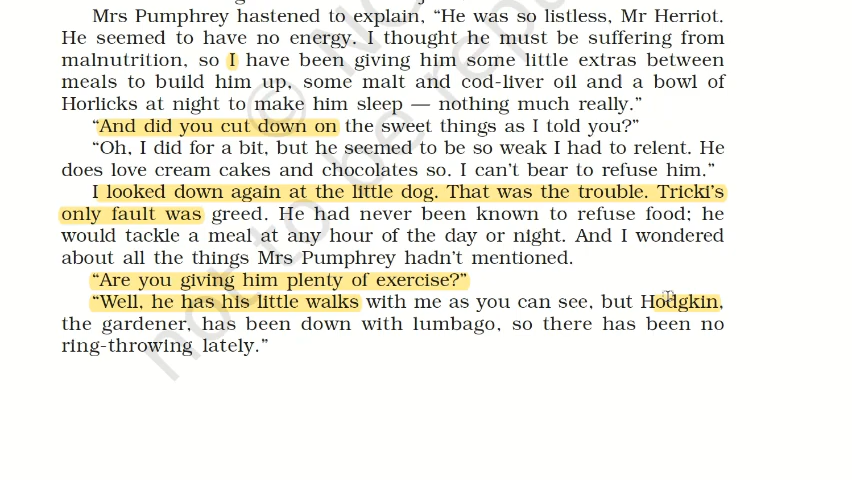 Mrs Pumphrey hastened to explain, “He was so listless, Mr Herriot.
He seemed to have no energy. I thought he must be suffering from
malnutrition, so I have been giving him some little extras between
meals to build him up, some malt and cod-liver oil and a bowl of
Horlicks at night to make him sleep — nothing much really.”
“And did you cut down on the sweet things as I told you?”
“Oh, I did for a bit, but he seemed to be so weak I had to relent. He
does love cream cakes and chocolates so. I can’t bear to refuse him.”
I looked down again at the little dog. That was the trouble. Tricki’s
only fault was greed. He had never been known to refuse food; he
would tackle a meal at any hour of the day or night. And I wondered
about all the things Mrs Pumphrey hadn’t mentioned.
“Are you giving him plenty of exercise?”
“Well, he has his little walks with me as you can see, but Hodgkin,
the gardener, has been down with lumbago, so there has been no
ring-throwing lately.”
© N
not to be repu